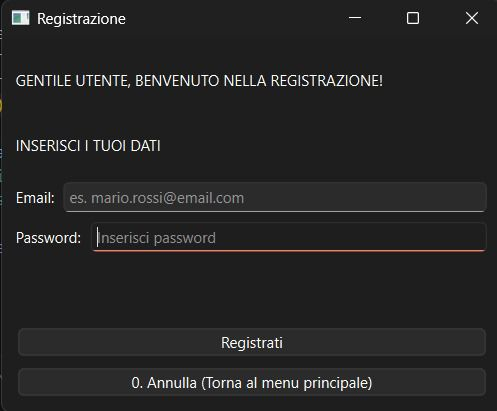 Registrazione
GENTILE UTENTE, BENVENUTO NELLA REGISTRAZIONE!
INSERISCI I TUOI DATI
Email: es. mario.rossi@email.com
Password: Inserisci password
Registrati
0. Annulla (Torna al menu principale)